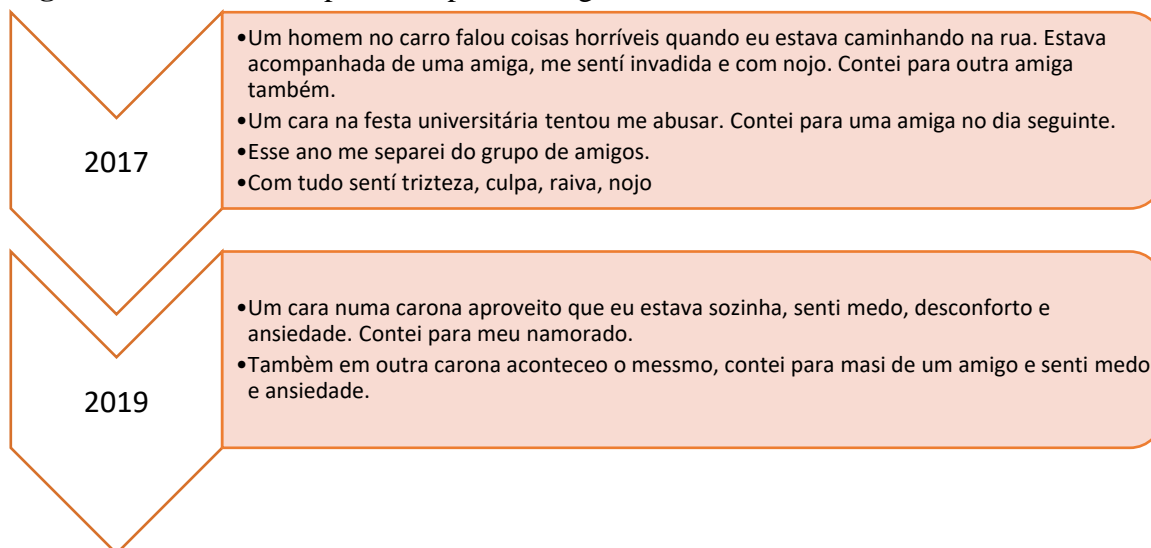 •Um homem no carro falou coisas horríveis quando eu estava caminhando na rua. Estava
acompanhada de uma amiga, me sentí invadida e com nojo. Contei para outra amiga
também.
•Um cara na festa universitária tentou me abusar. Contei para uma amiga no dia seguinte.
2017
•Esse ano me separei do grupo de amigos.
•Com tudo sentí trizteza, culpa, raiva, nojo
•Um cara numa carona aproveito que eu estava sozinha, senti medo, desconforto e
ansiedade. Contei para meu namorado.
•Tambèm em outra carona aconteceo o messmo, contei para masi de um amigo e senti medo
e ansiedade.
2019